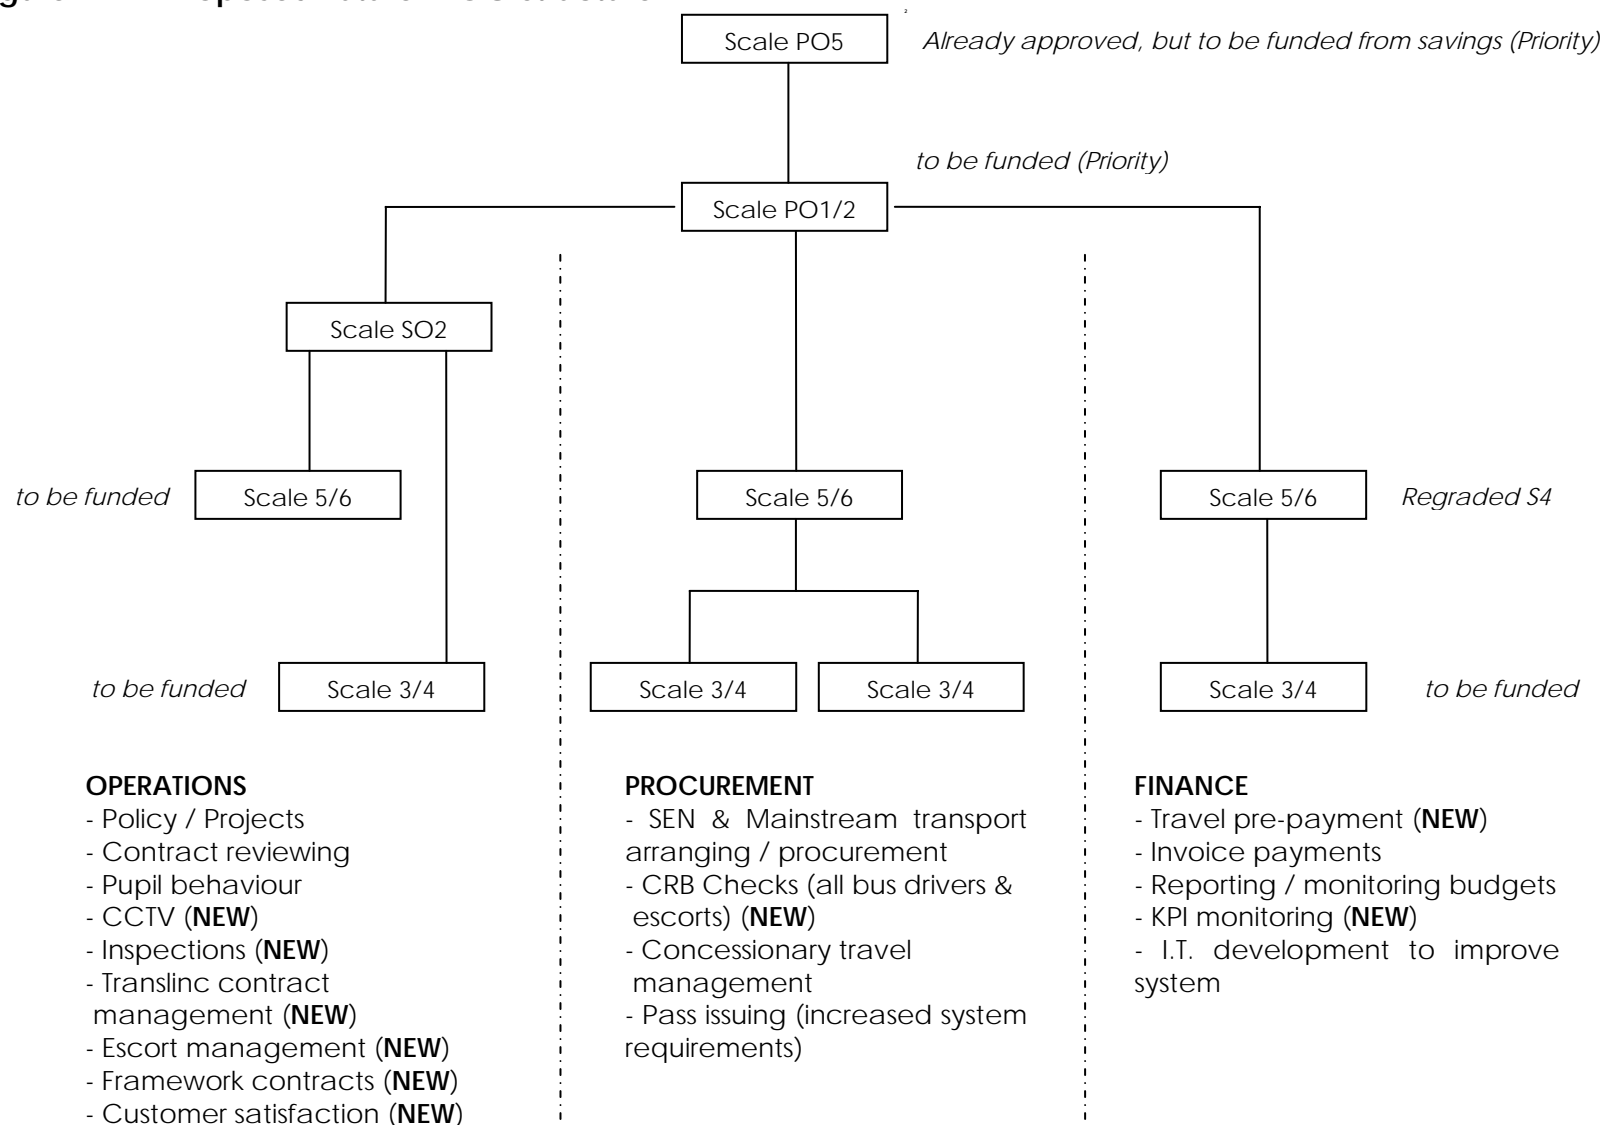 Scale PO5
Already approved, but to be funded from savings (Priority)
to be funded (Priority)
Scale PO1/2
Scale SO2
to be funded
Scale 5/6
Scale 5/6
Scale 5/6
Regraded S4
to be funded
Scale 3/4
Scale 3/4
Scale 3/4
Scale 3/4
to be funded
OPERATIONS
- Policy / Projects
- Contract reviewing
- Pupil behaviour
- CCTV (NEW)
- Inspections (NEW)
- Translinc contract
management (NEW)
- Escort management (NEW)
- Framework contracts (NEW)
- Customer satisfaction (NEW)
PROCUREMENT
- SEN & Mainstream transport
arranging / procurement
- CRB Checks (all bus drivers &
escorts) (NEW)
- Concessionary travel
management
- Pass issuing (increased system
requirements)
FINANCE
- Travel pre-payment (NEW)
- Invoice payments
- Reporting / monitoring budgets
- KPI monitoring (NEW)
- I.T. development to improve
system